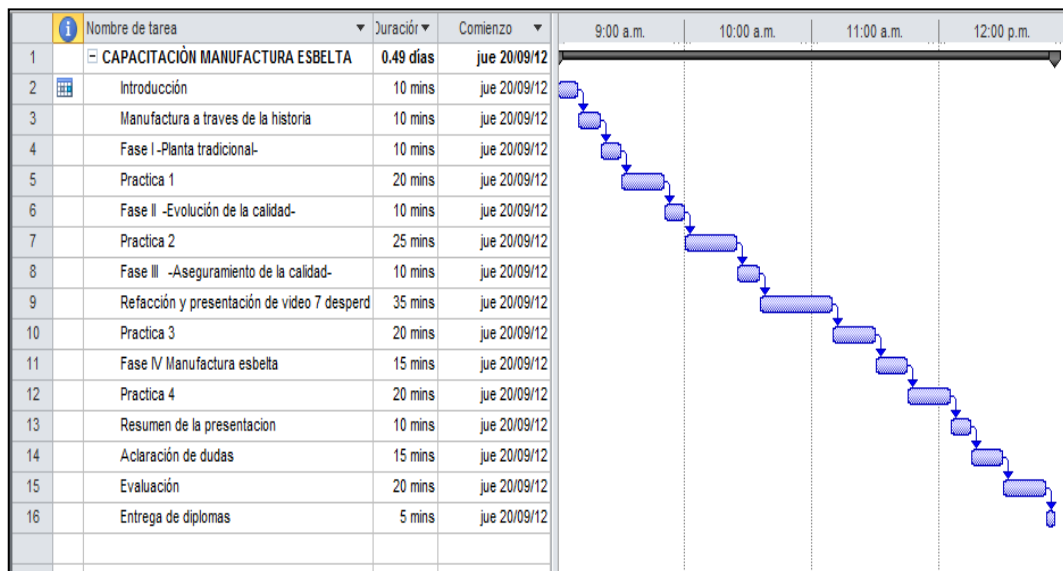 Nombre de tarea Duración Comienzo 9:00 a.m. 10:00 a.m. 11:00 a.m. 12:00 p.m.
1 CAPACITACIÒN MANUFACTURA ESBELTA 0.49 días jue 20/09/12
2 Introducción 10 mins jue 20/09/12
3 Manufactura a traves de la historia 10 mins jue 20/09/12
4 Fase I -Planta tradicional- 10 mins jue 20/09/12
5 Practica 1 20 mins jue 20/09/12
6 Fase II -Evolución de la calidad- 10 mins jue 20/09/12
7 Practica 2 25 mins jue 20/09/12
8 Fase III -Aseguramiento de la calidad- 10 mins jue 20/09/12
9 Refacción y presentación de video 7 desperd 35 mins jue 20/09/12
10 Practica 3 20 mins jue 20/09/12
11 Fase IV Manufactura esbelta 15 mins jue 20/09/12
12 Practica 4 20 mins jue 20/09/12
13 Resumen de la presentacion 10 mins jue 20/09/12
14 Aclaración de dudas 15 mins jue 20/09/12
15 Evaluación 20 mins jue 20/09/12
16 Entrega de diplomas 5 mins jue 20/09/12